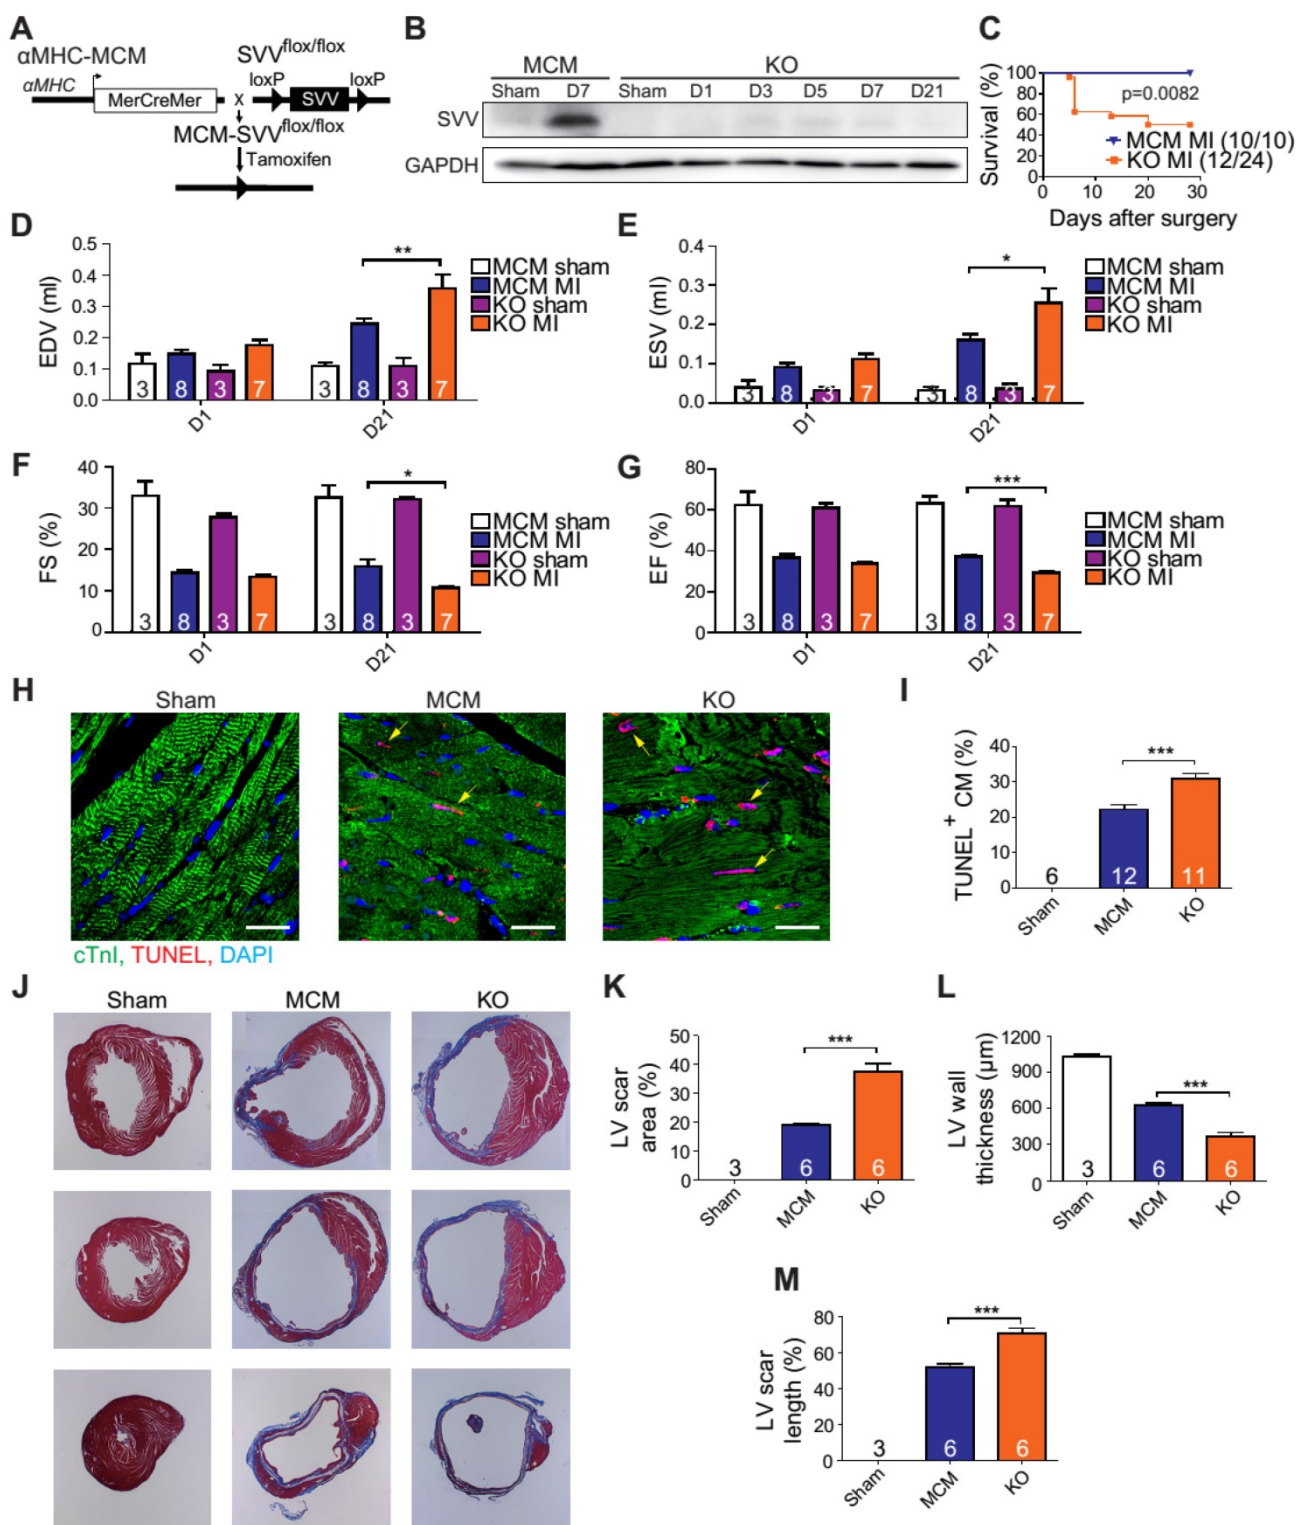 A
αMHC-MCM
SVVflox/flox
αMHC
loxP
loxP
MerCreMer
X
SVV
MCM-SVVflox/flox
Tamoxifen
B
MCM
KO
Sham D7 Sham D1 D3 D5 D7 D21
SVV
GAPDH
C
Survival (%)
100
80
60
40
20
0
p=0.0082
MCM MI (10/10)
KO MI (12/24)
0 10 20 30
Days after surgery
D
EDV (ml)
0.5
0.4
0.3
0.2
0.1
0.0
**
3 8 3 7 3 8 3 7
D1 D21
MCM sham
MCM MI
KO sham
KO MI
E
ESV (ml)
0.4
0.3
0.2
0.1
0.0
*
3 8 3 7 3 8 3 7
D1 D21
MCM sham
MCM MI
KO sham
KO MI
F
FS (%)
40
30
20
10
0
*
3 8 3 7 3 8 3 7
D1 D21
MCM sham
MCM MI
KO sham
KO MI
G
EF (%)
80
60
40
20
0
***
3 8 3 7 3 8 3 7
D1 D21
MCM sham
MCM MI
KO sham
KO MI
H
Sham MCM KO
cTnI, TUNEL, DAPI
I
TUNEL+ CM (%)
40
30
20
10
0
***
6 12 11
Sham MCM KO
J
Sham MCM KO
K
LV scar
area (%)
50
40
30
20
10
0
***
3 6 6
Sham MCM KO
L
LV wall
thickness (µm)
1200
900
600
300
0
***
3 6 6
Sham MCM KO
M
LV scar
length (%)
80
60
40
20
0
***
3 6 6
Sham MCM KO